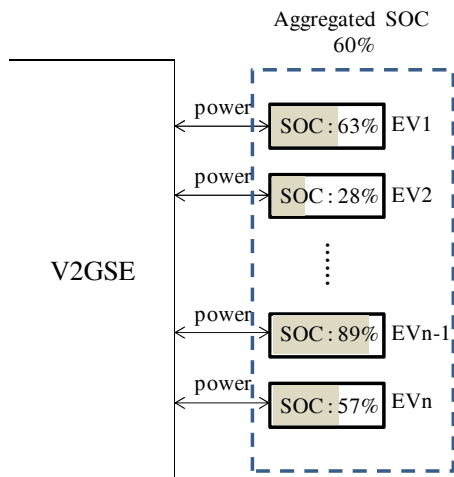 Aggregated SOC
60%
power
SOC : 63% EV1
power
SOC : 28% EV2
......
V2GSE
power
SOC : 89% EVn-1
power
SOC : 57% EVn